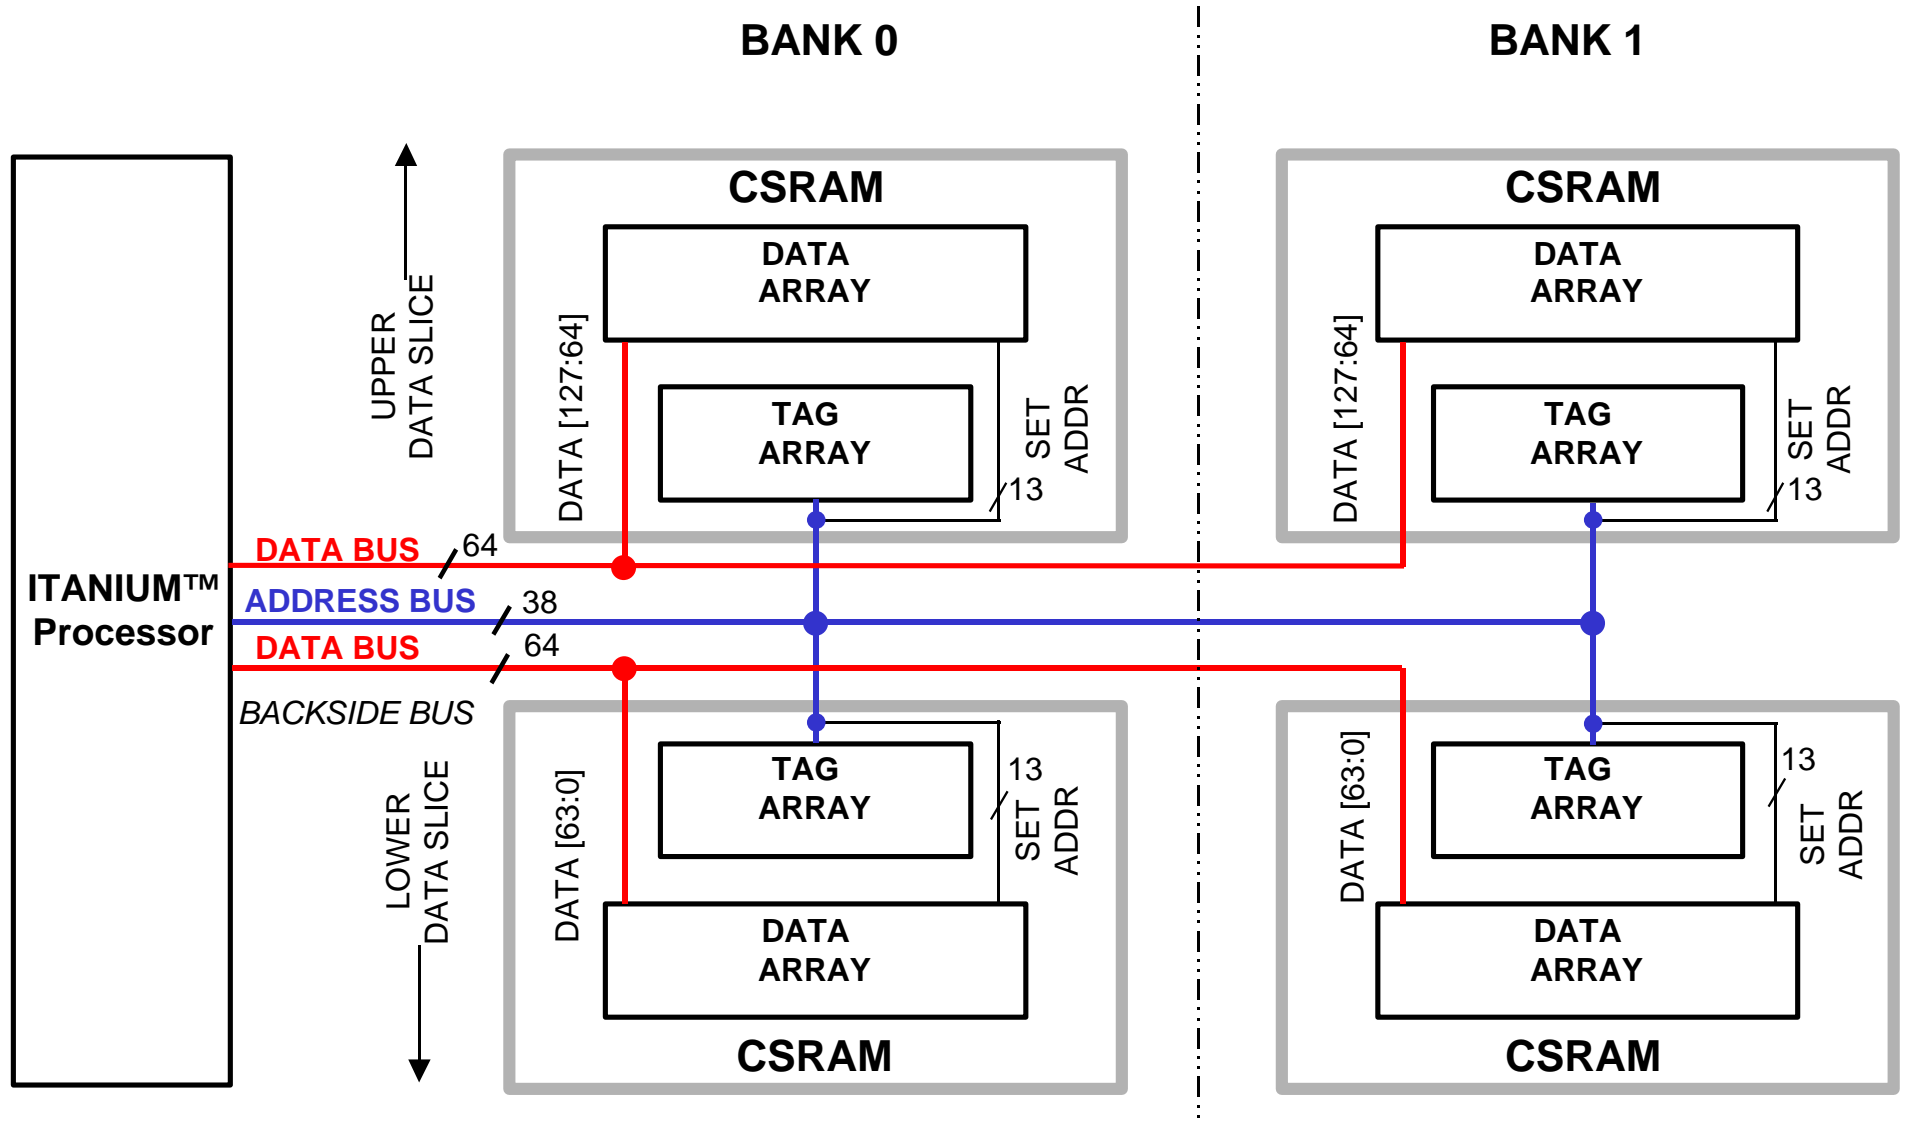 BANK 0
BANK 1
CSRAM
CSRAM
DATA
ARRAY
DATA
ARRAY
UPPER
DATA SLICE
DATA [127:64]
TAG
ARRAY
SET
ADDR
13
DATA [127:64]
TAG
ARRAY
SET
ADDR
13
DATA BUS
64
ITANIUM™
Processor
ADDRESS BUS
38
DATA BUS
64
BACKSIDE BUS
LOWER
DATA SLICE
DATA [63:0]
TAG
ARRAY
13
SET
ADDR
DATA [63:0]
TAG
ARRAY
13
SET
ADDR
DATA
ARRAY
DATA
ARRAY
CSRAM
CSRAM